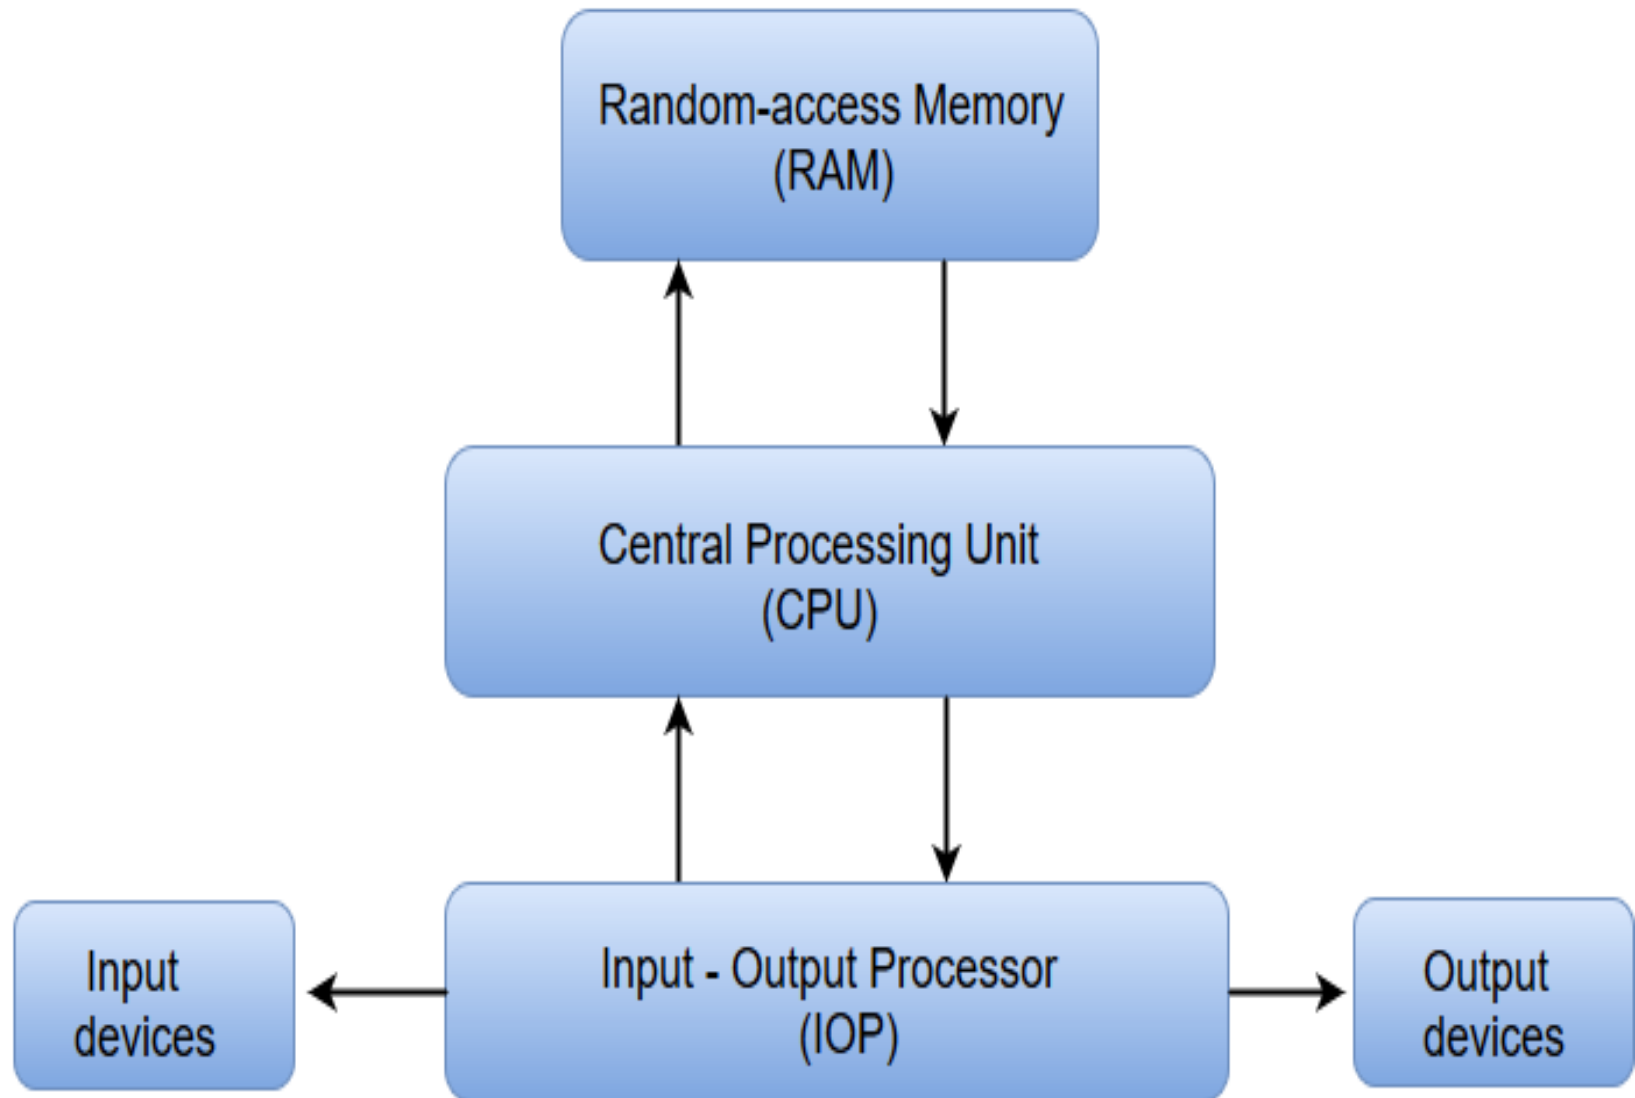 Random-access Memory
(RAM)
Central Processing Unit
(CPU)
Input
devices
Input - Output Processor
(IOP)
Output
devices